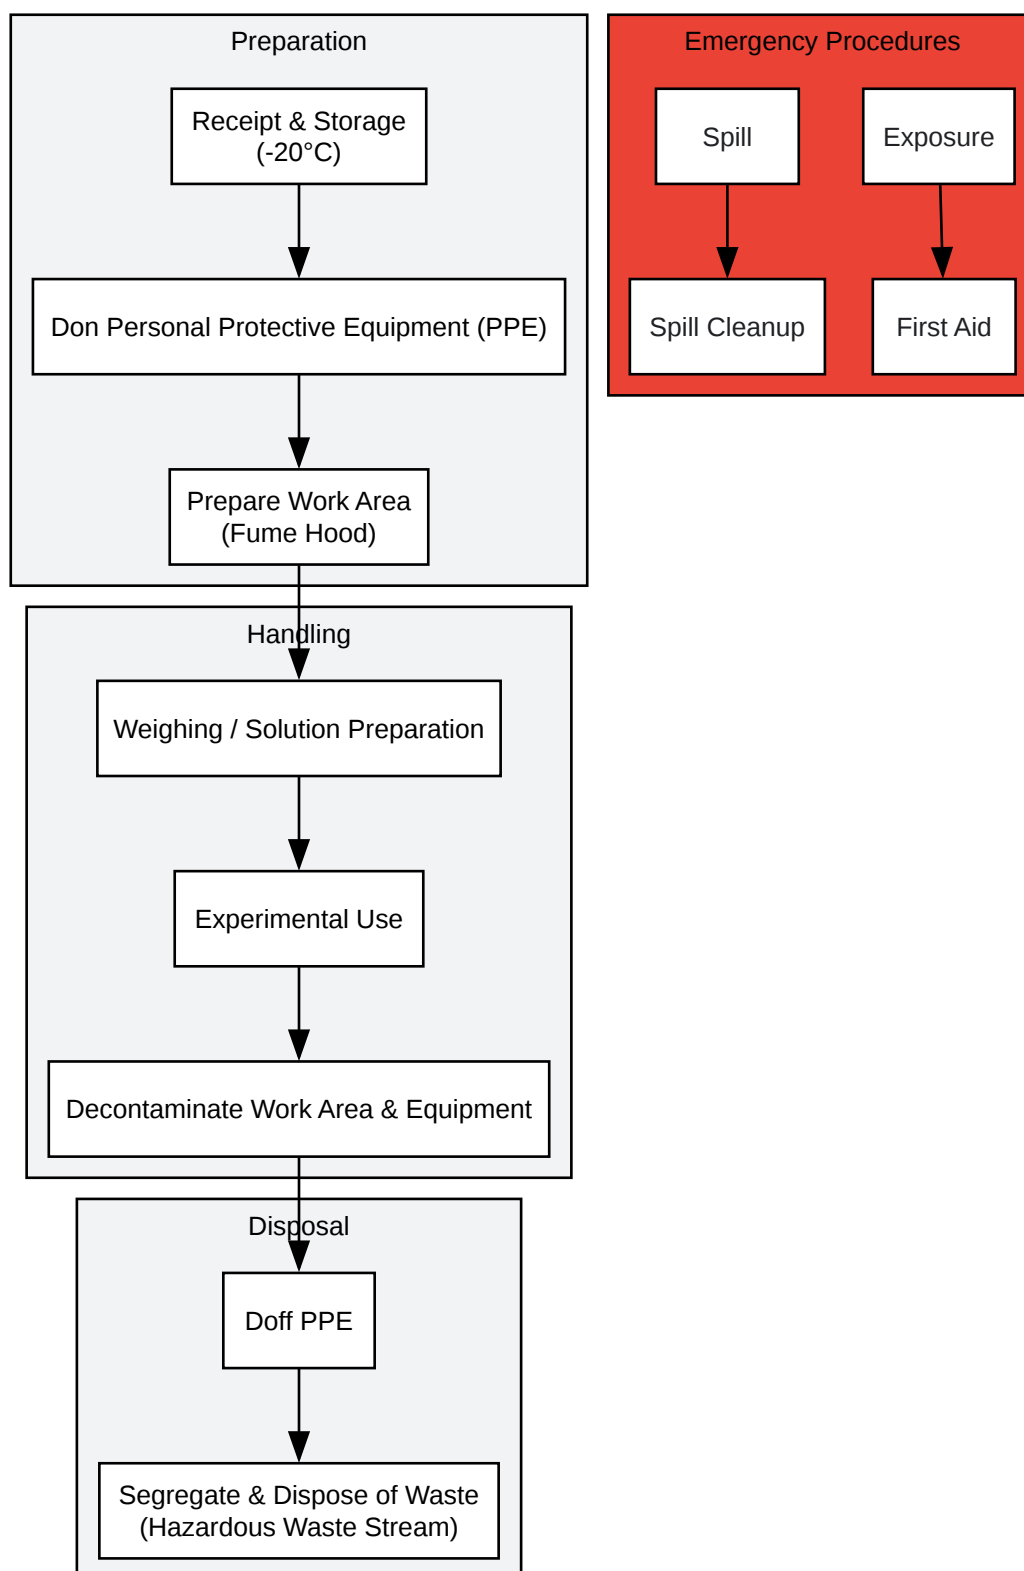 Preparation
Receipt & Storage
(-20°C)
Don Personal Protective Equipment (PPE)
Prepare Work Area
(Fume Hood)
Handling
Weighing / Solution Preparation
Experimental Use
Decontaminate Work Area & Equipment
Disposal
Doff PPE
Segregate & Dispose of Waste
(Hazardous Waste Stream)
Emergency Procedures
Spill
Exposure
Spill Cleanup
First Aid